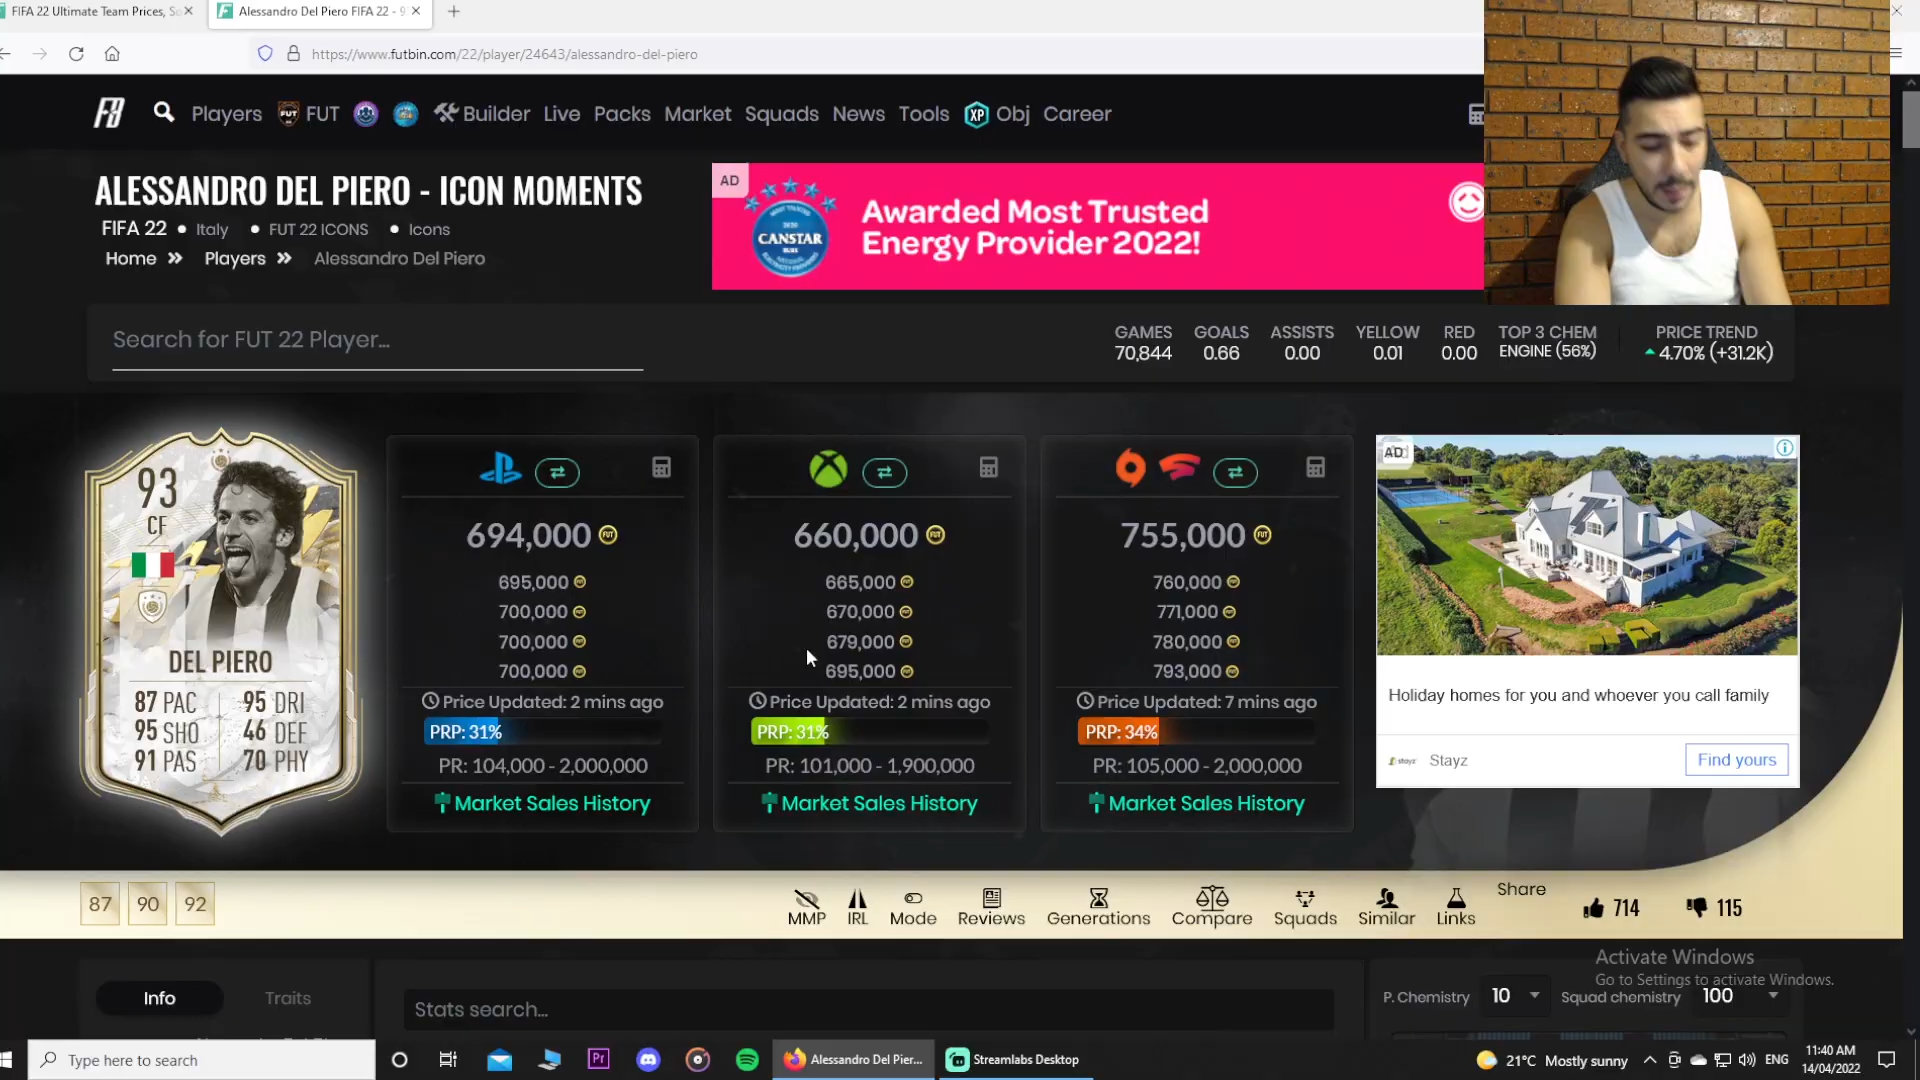 FIFA 22 Ultimate Team Prices, So
Alessandro Del Piero FIFA 22 - 9
https://www.futbin.com/22/player/24643/alessandro-del-piero
Players FUT Builder Live Packs Market Squads News Tools XP Obj Career
ALESSANDRO DEL PIERO - ICON MOMENTS
FIFA 22 • Italy • FUT 22 ICONS • Icons
Home » Players » Alessandro Del Piero
AD
CANSTAR
BLUE
Awarded Most Trusted
Energy Provider 2022!
Search for FUT 22 Player...
GAMES GOALS ASSISTS YELLOW RED TOP 3 CHEM PRICE TREND
70,844 0.66 0.00 0.01 0.00 ENGINE (56%) 4.70% (+31.2K)
93
CF
DEL PIERO
87 PAC 95 DRI
95 SHO 46 DEF
91 PAS 70 PHY
694,000
695,000
700,000
700,000
700,000
Price Updated: 2 mins ago
PRP: 31%
PR: 104,000 - 2,000,000
Market Sales History
660,000
665,000
670,000
679,000
695,000
Price Updated: 2 mins ago
PRP: 31%
PR: 101,000 - 1,900,000
Market Sales History
755,000
760,000
771,000
780,000
793,000
Price Updated: 7 mins ago
PRP: 34%
PR: 105,000 - 2,000,000
Market Sales History
AD
Holiday homes for you and whoever you call family
stayz Stayz Find yours
87 90 92
MMP IRL Mode Reviews Generations Compare Squads Similar Links Share 714 115
Activate Windows
Go to Settings to activate Windows.
Info Traits
Stats search...
P. Chemistry 10 Squad chemistry 100
Type here to search
Pr
Alessandro Del Pier...
Streamlabs Desktop
21°C Mostly sunny
ENG
11:40 AM
14/04/2022